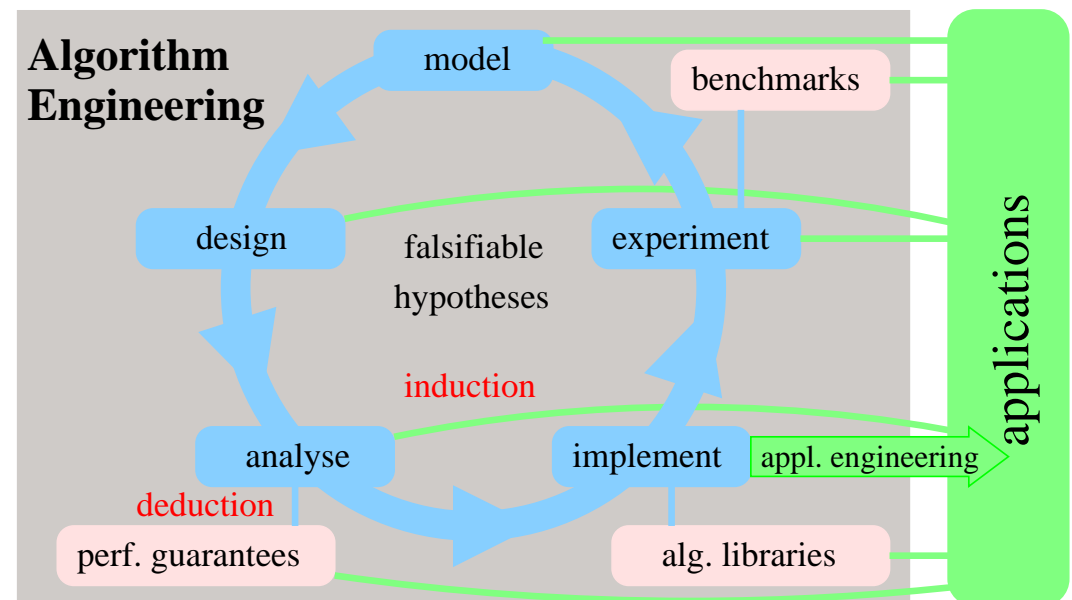 Algorithm
Engineering
model
benchmarks
design
falsifiable
hypotheses
experiment
applications
induction
analyse
implement
appl. engineering
deduction
perf. guarantees
alg. libraries